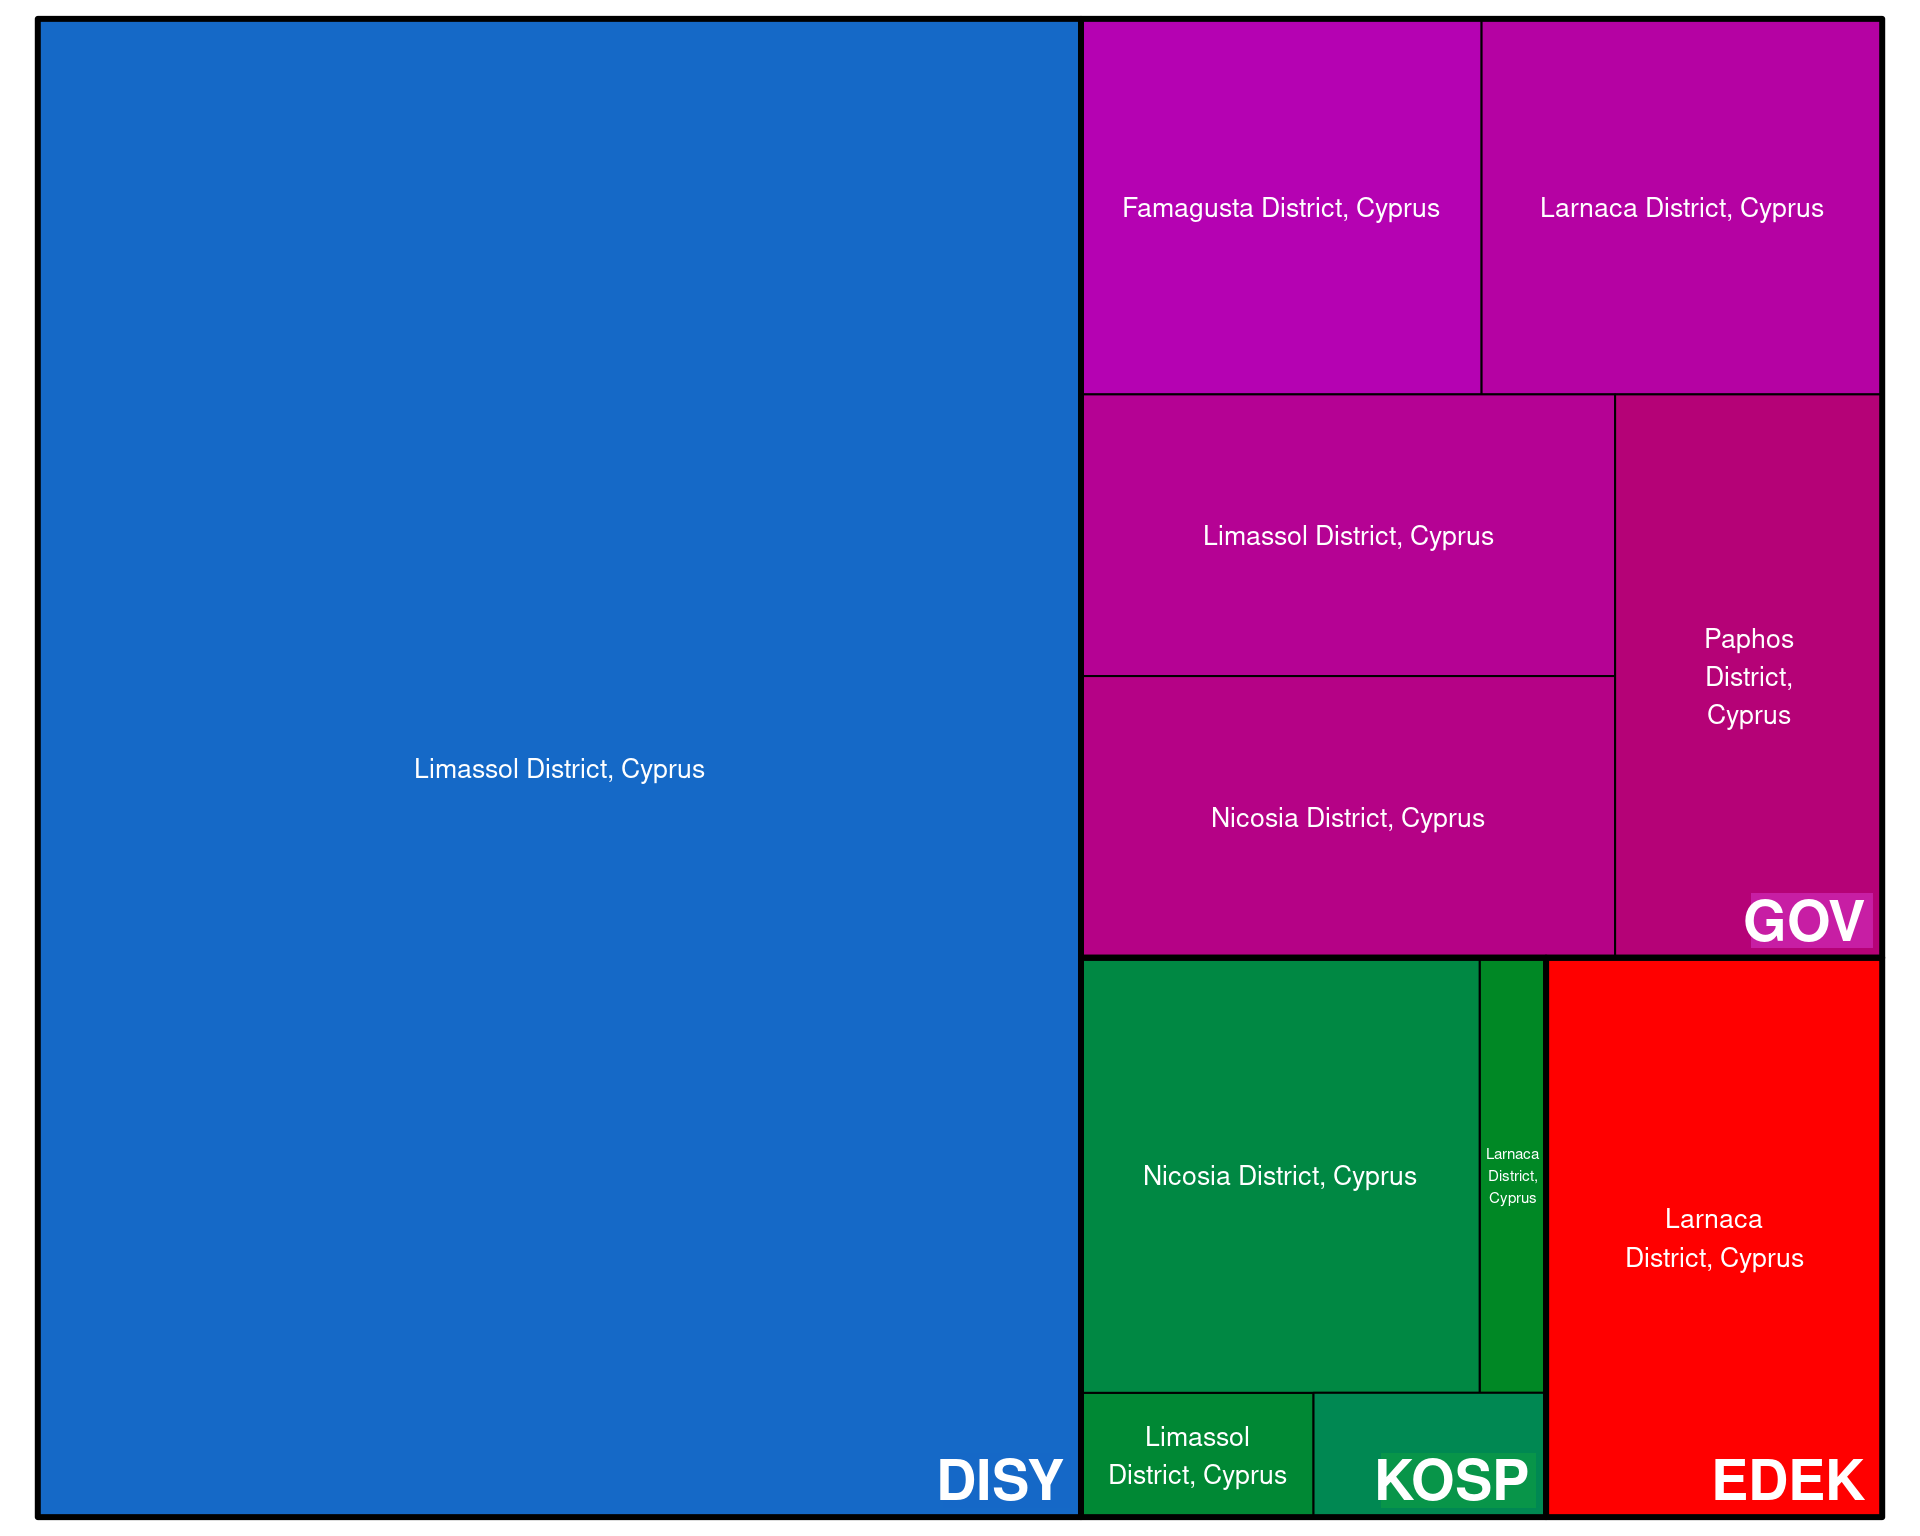 Limassol District, Cyprus
DISY
Famagusta District, Cyprus
Larnaca District, Cyprus
Limassol District, Cyprus
Nicosia District, Cyprus
Paphos
District,
Cyprus
GOV
Nicosia District, Cyprus
Larnaca
District,
Cyprus
Limassol
District, Cyprus
KOSP
Larnaca
District, Cyprus
EDEK